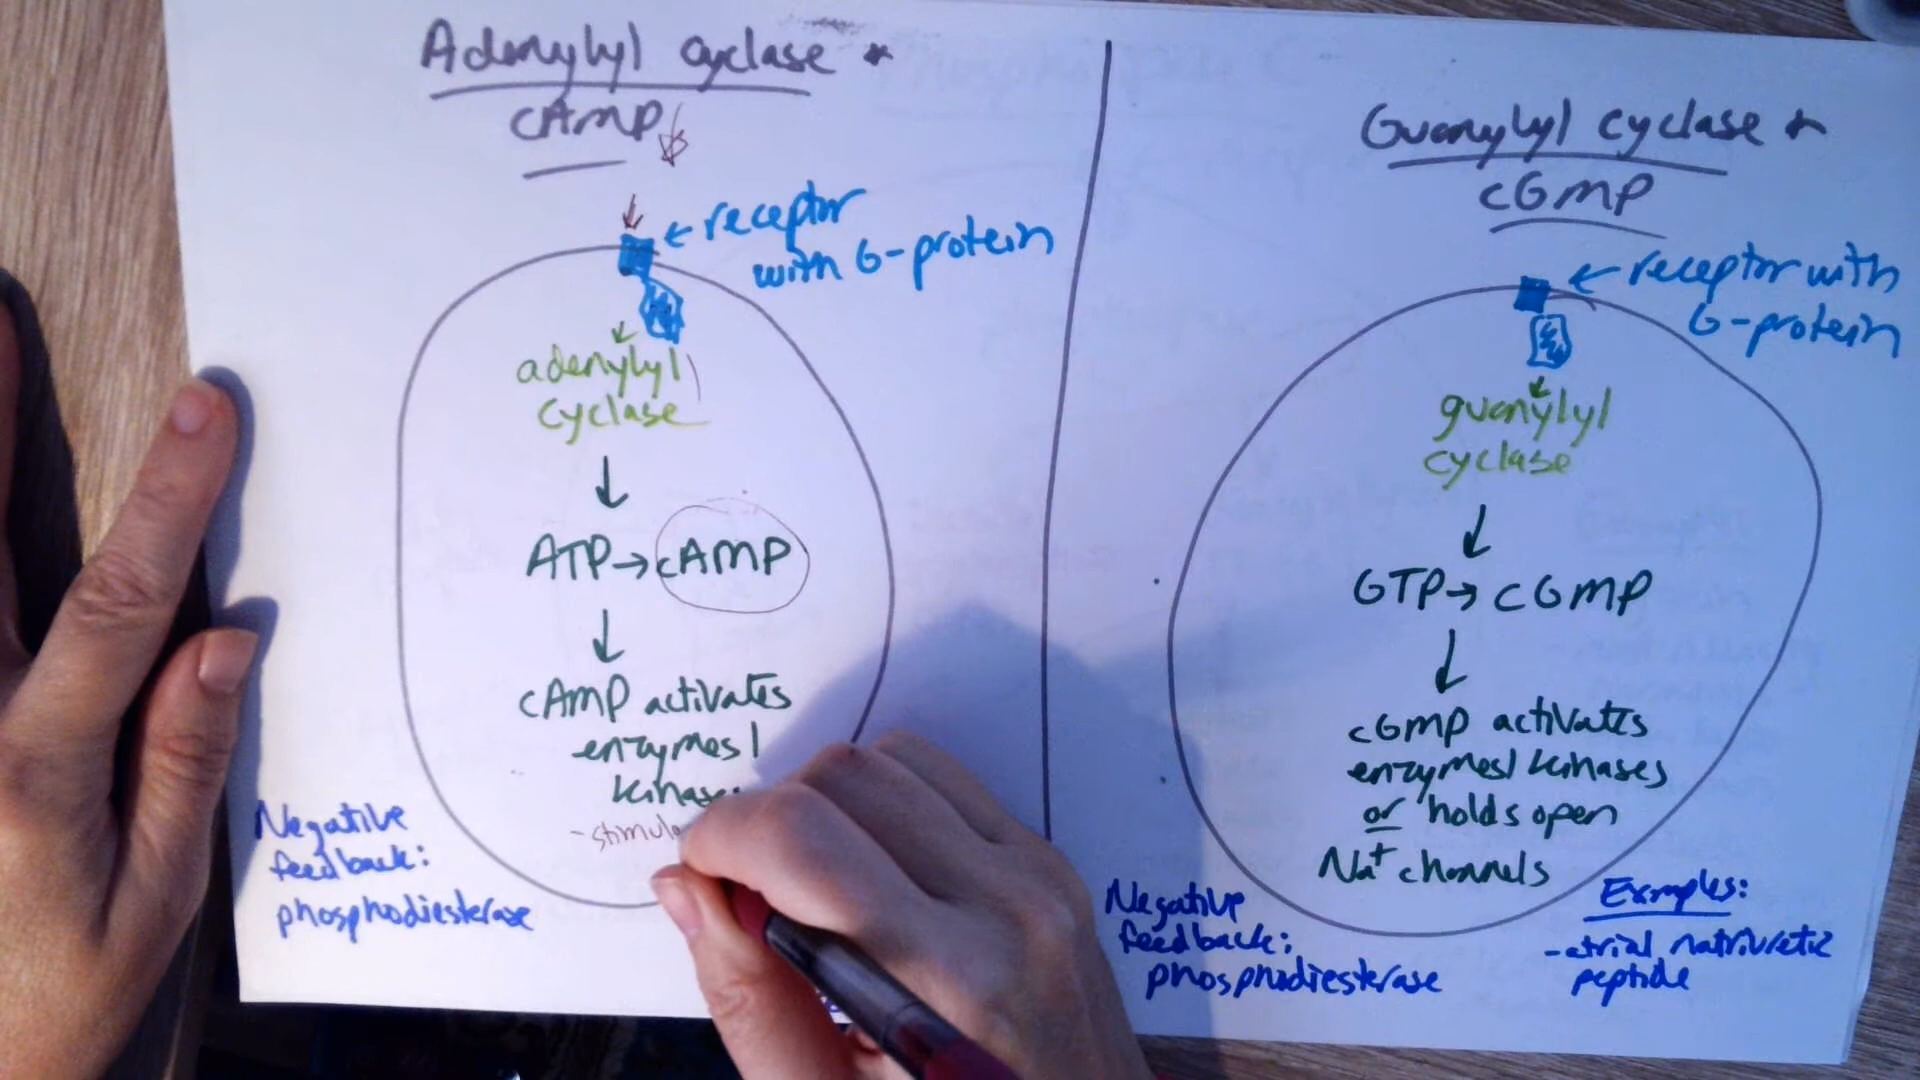 Adenylyl cyclase *
cAMP
← receptor
with G-protein
adenylyl
cyclase
↓
ATP → cAMP
↓
cAMP activates
enzymes/
kinases
Negative
feedback:
phosphodiesterase
Guanylyl cyclase *
cGMP
← receptor with
G-protein
guanylyl
cyclase
↓
GTP → cGMP
↓
cGMP activates
enzymes/kinases
or holds open
Na+ channels
Negative
feedback:
phosphodiesterase
Examples:
- atrial natriuretic
peptide